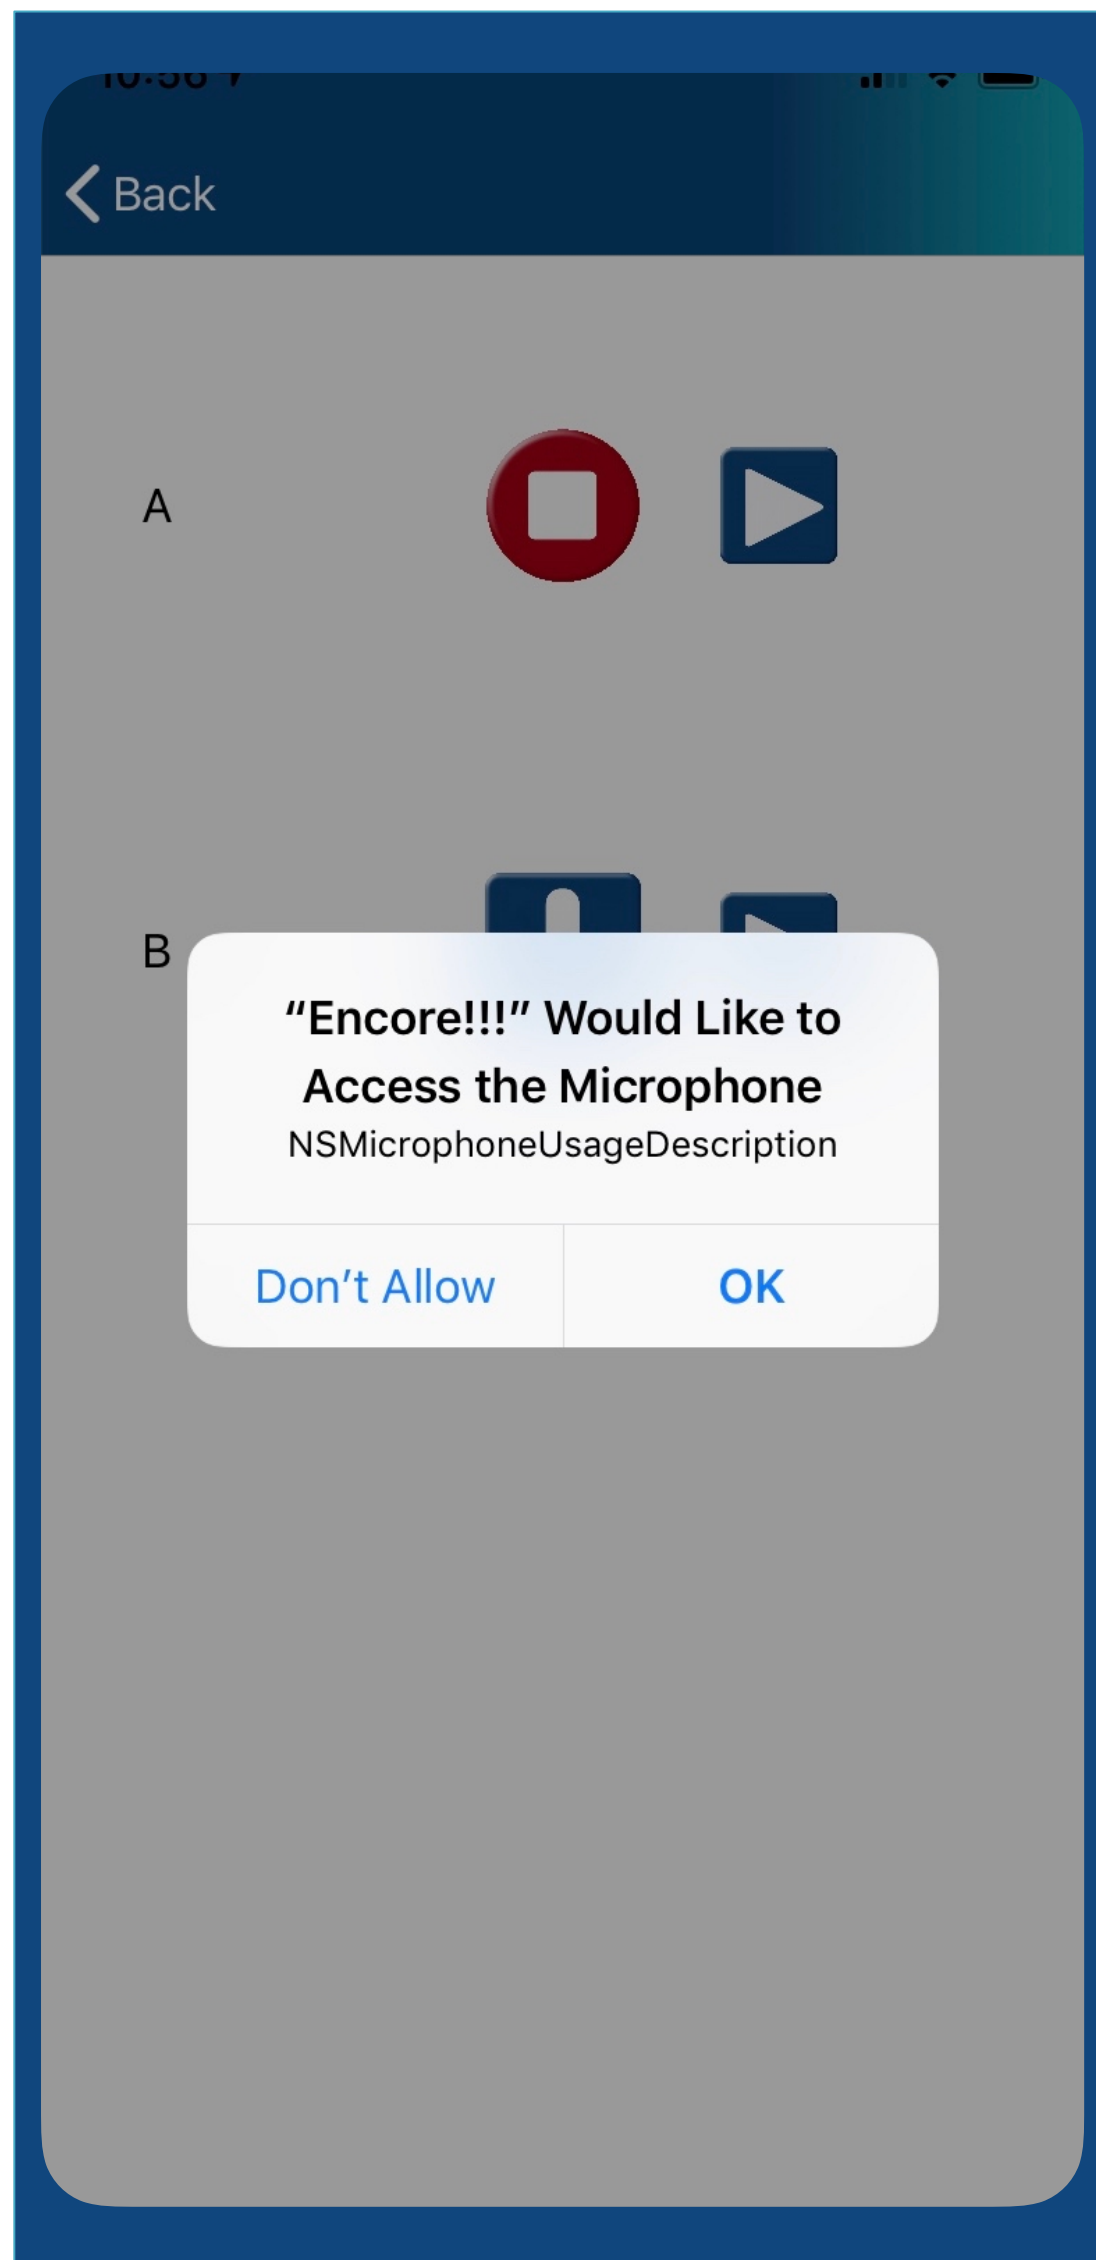 Back
A
B
“Encore!!!” Would Like to
Access the Microphone
NSMicrophoneUsageDescription
Don’t Allow
OK